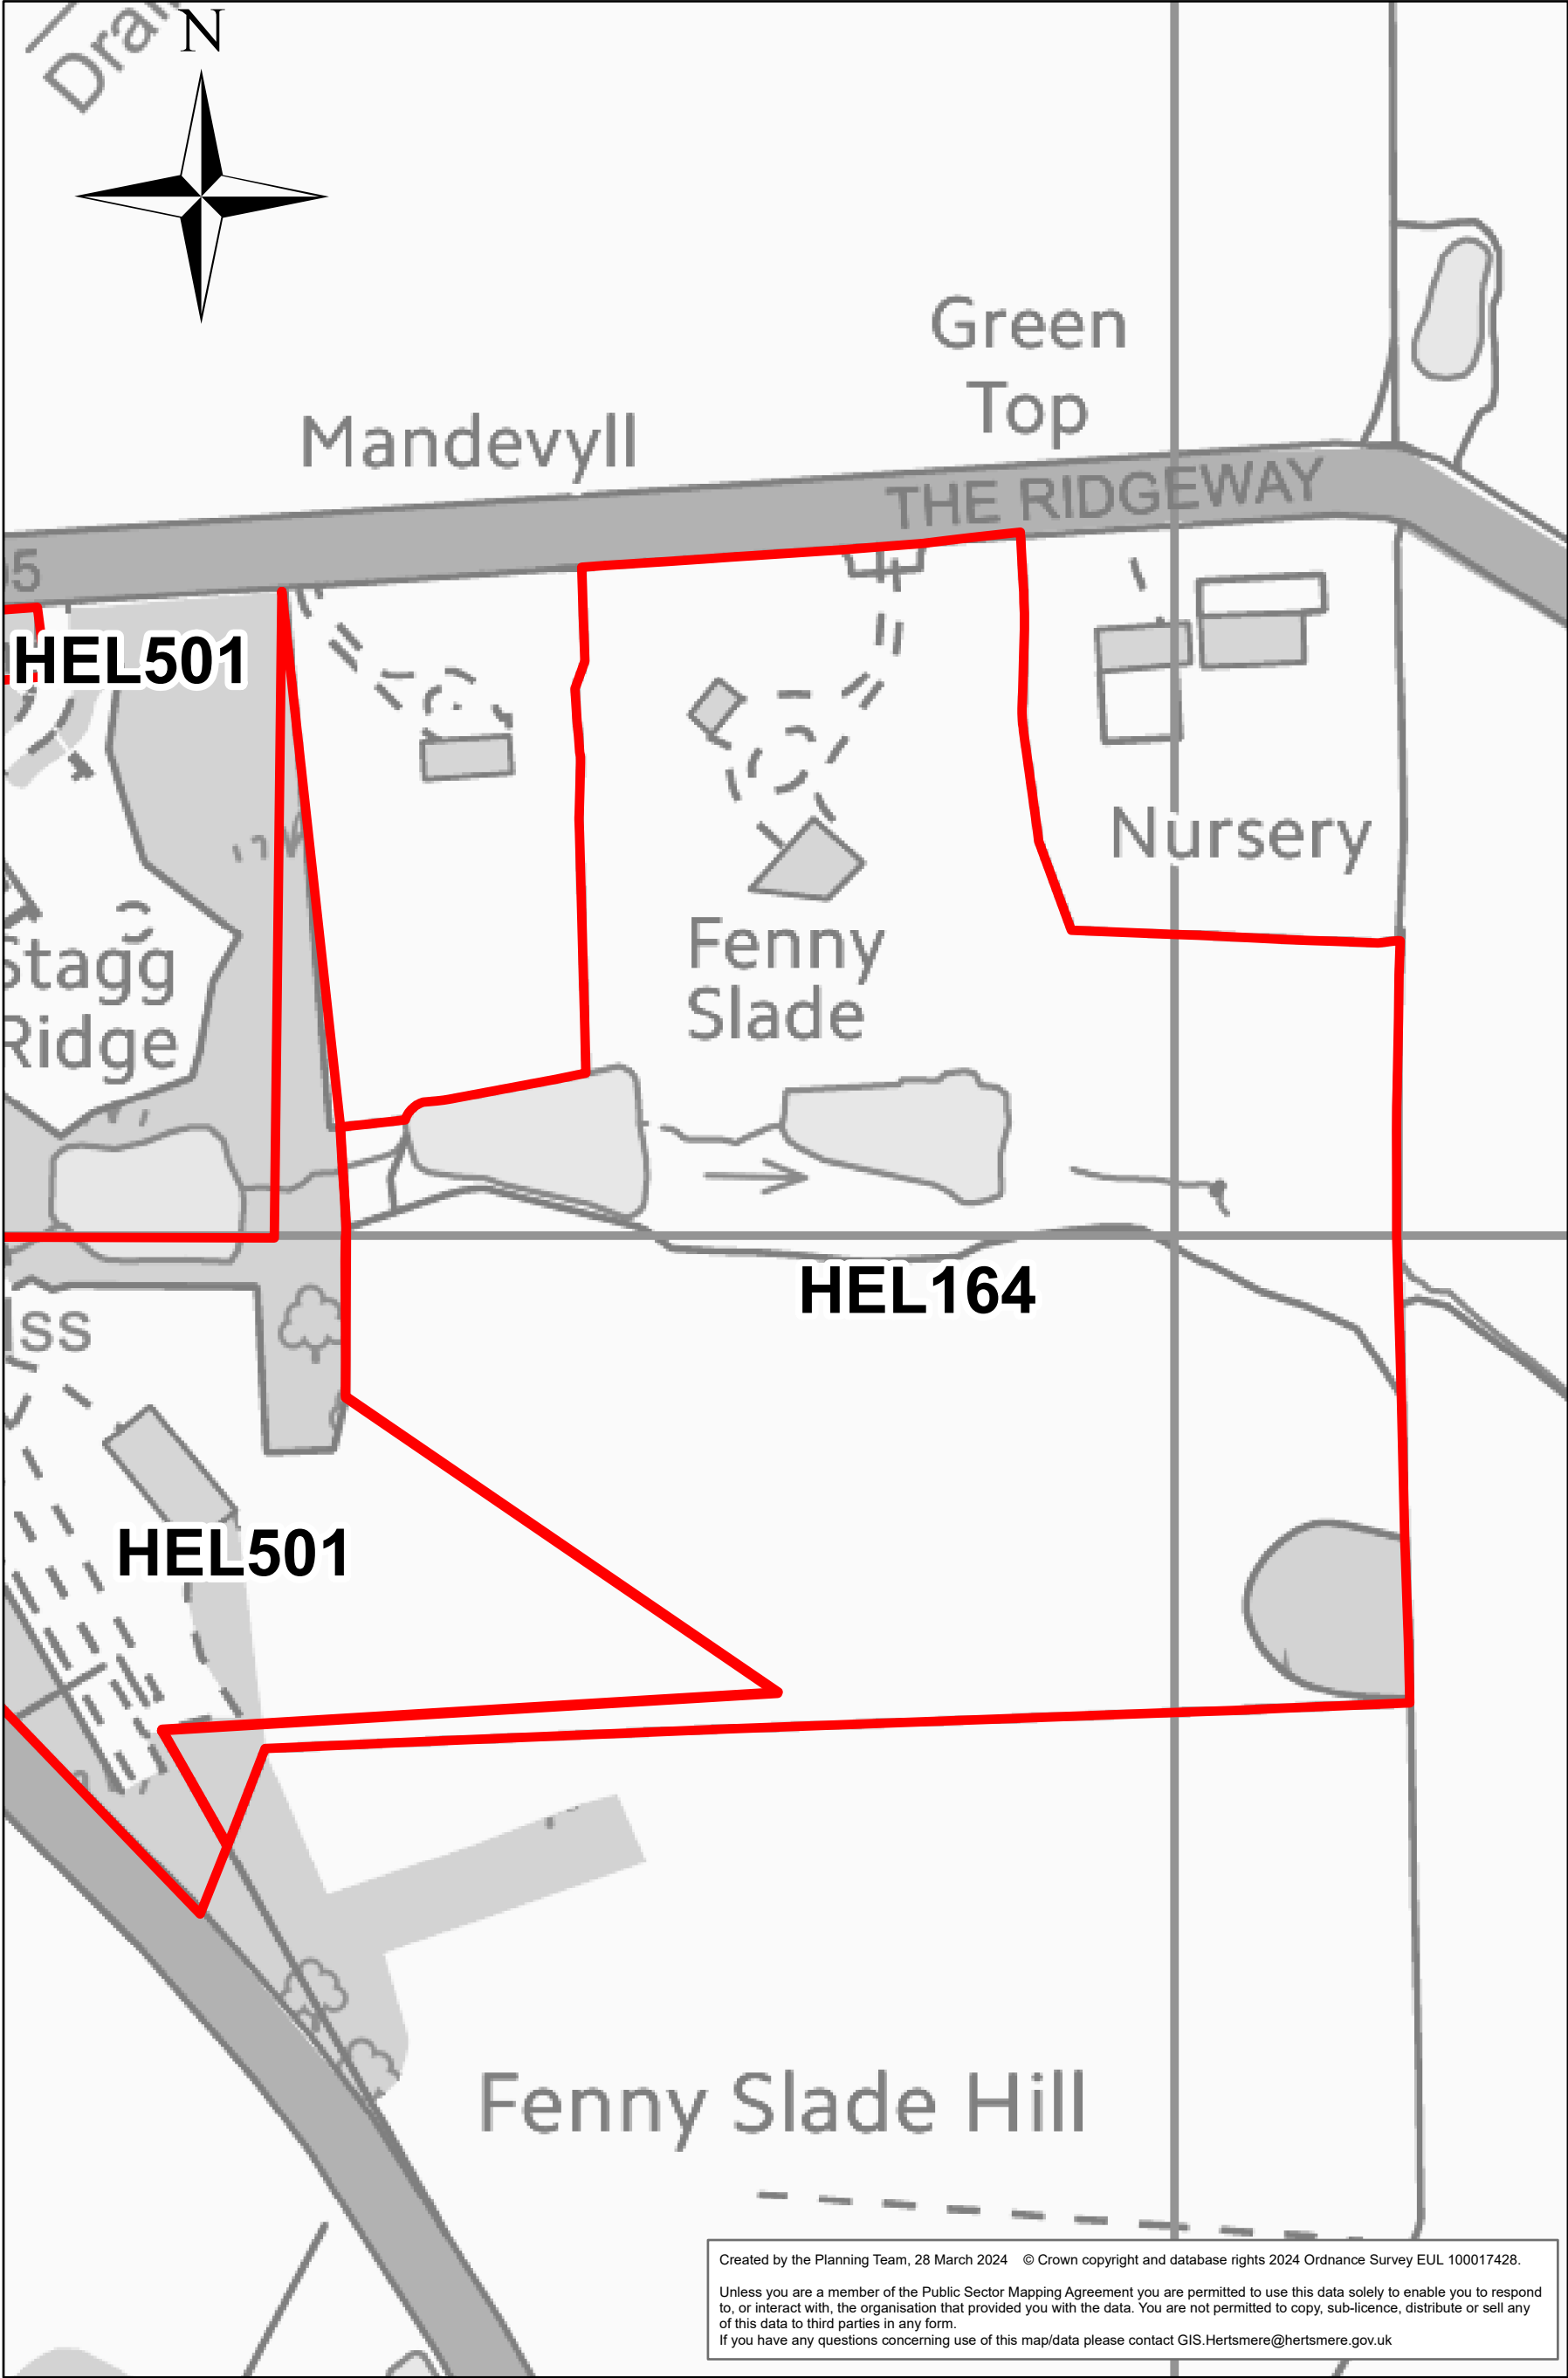 N
Green
Top
Mandevyll
THE RIDGEWAY
HEL501
Nursery
Fenny
Slade
Stagg
Ridge
HEL164
HEL501
Fenny Slade Hill
Created by the Planning Team, 28 March 2024 © Crown copyright and database rights 2024 Ordnance Survey EUL 100017428.
Unless you are a member of the Public Sector Mapping Agreement you are permitted to use this data solely to enable you to respond
to, or interact with, the organisation that provided you with the data. You are not permitted to copy, sub-licence, distribute or sell any
of this data to third parties in any form.
If you have any questions concerning use of this map/data please contact GIS.Hertsmere@hertsmere.gov.uk